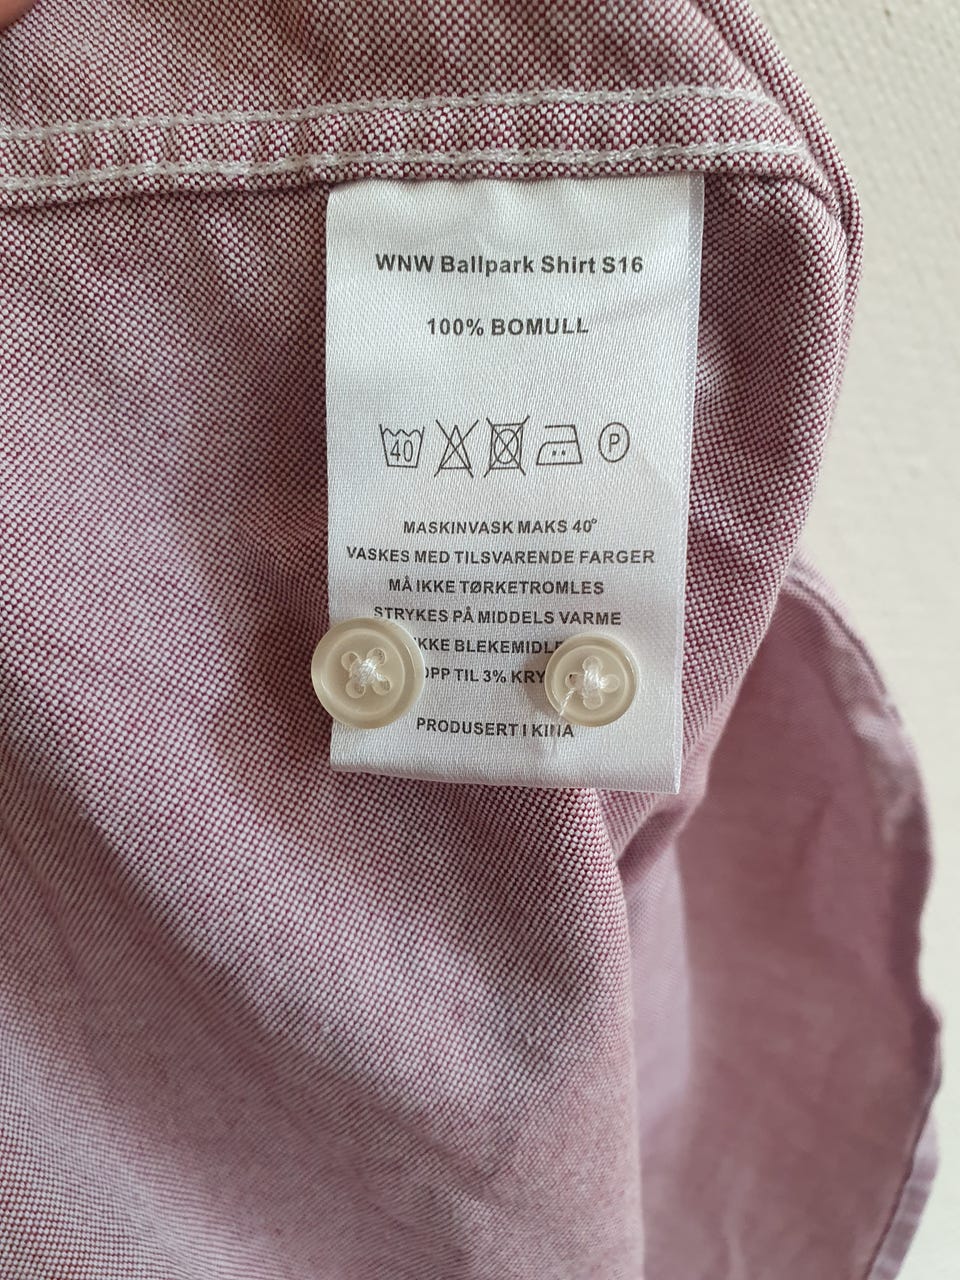 WNW Ballpark Shirt S16
100% BOMULL
40 P
MASKINVASK MAKS 40°
VASKES MED TILSVARENDE FARGER
MÅ IKKE TØRKETROMLES
STRYKES PÅ MIDDELS VARME
TIL 3%
PRODUSERT I KINA